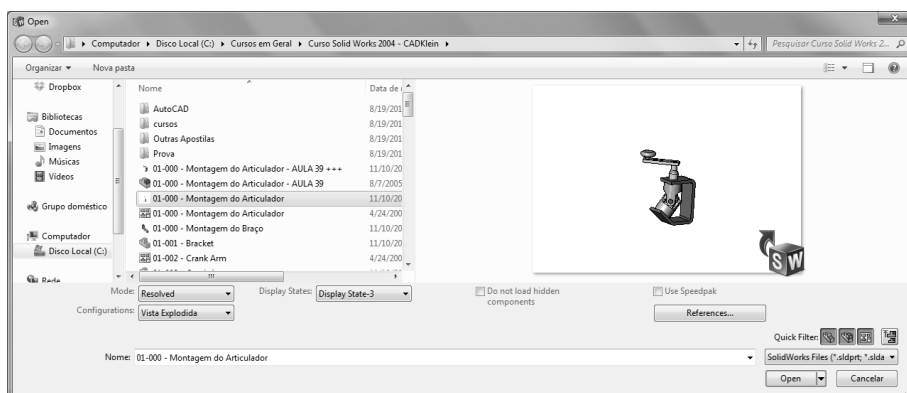 Open
Computador ▸ Disco Local (C:) ▸ Cursos em Geral ▸ Curso Solid Works 2004 - CADKlein ▸
Pesquisar Curso Solid Works 2...
Organizar Nova pasta
Dropbox
Bibliotecas
Documentos
Imagens
Músicas
Vídeos
Grupo doméstico
Computador
Disco Local (C:)
Rede
Nome Data de
AutoCAD 8/19/201
cursos 8/19/201
Outras Apostilas 8/19/201
Prova 8/19/201
01-000 - Montagem do Articulador - AULA 39 +++ 11/10/20
01-000 - Montagem do Articulador - AULA 39 8/7/2005
01-000 - Montagem do Articulador 11/10/20
01-000 - Montagem do Articulador 4/24/200
01-000 - Montagem do Braço 11/10/20
01-001 - Bracket 11/10/20
01-002 - Crank Arm 4/24/200
SW
Mode: Resolved Display States: Display State-3 Do not load hidden components Use Speedpak
Configurations: Vista Explodida References...
Quick Filter:
Nome: 01-000 - Montagem do Articulador SolidWorks Files (*.sldprt; *.slda
Open Cancelar